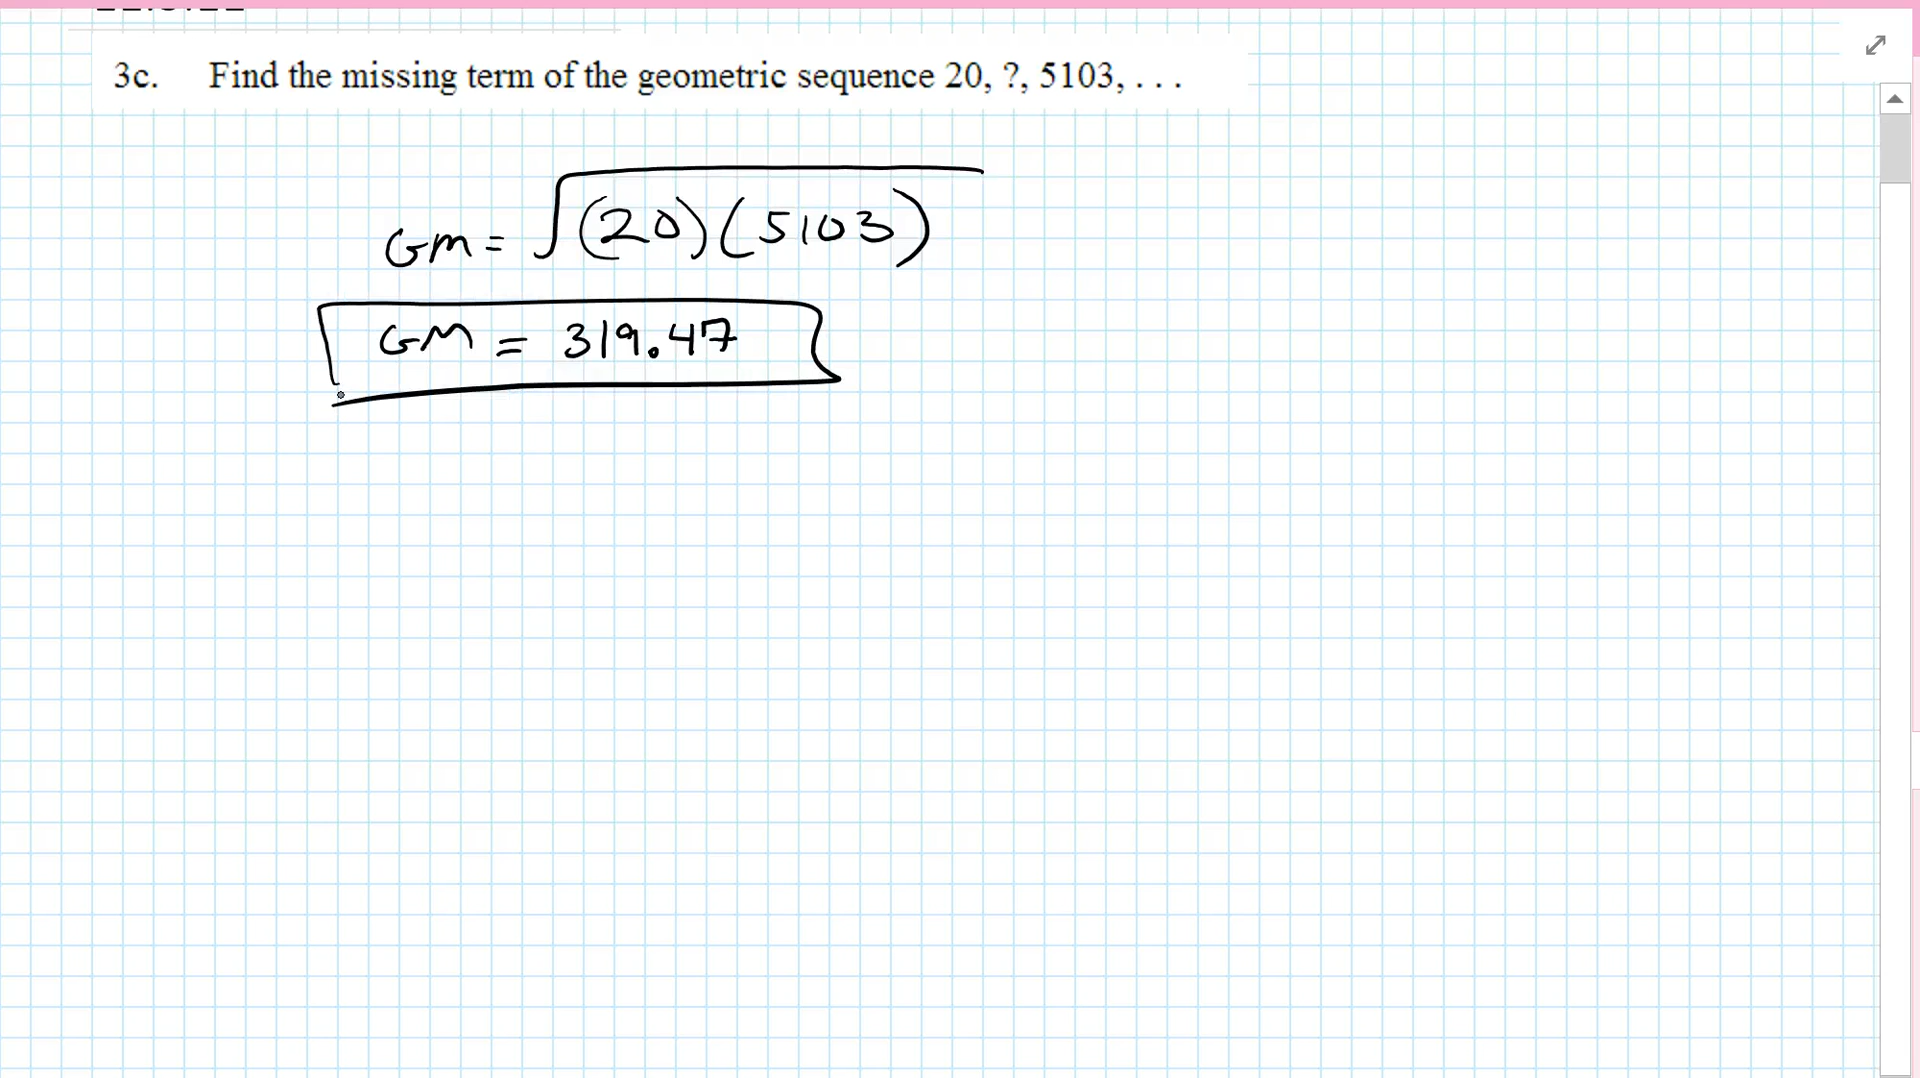 3c. Find the missing term of the geometric sequence 20, ?, 5103, . . .
GM = √(20)(5103)
GM = 319.47